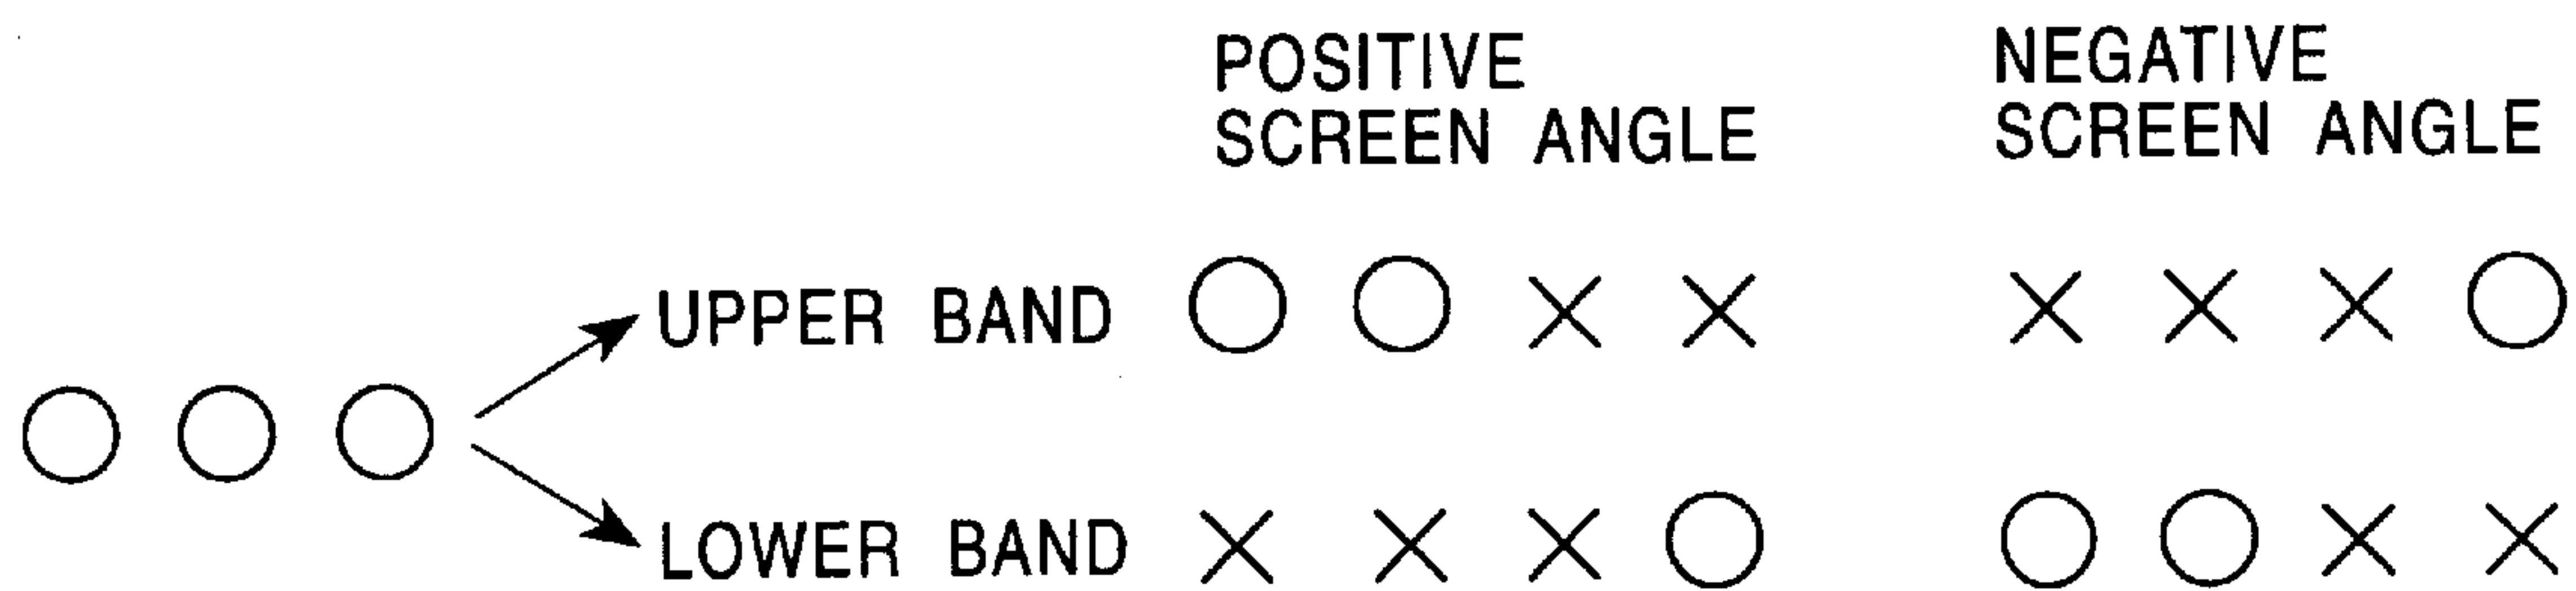 POSITIVE
SCREEN ANGLE
NEGATIVE
SCREEN ANGLE
UPPER BAND ○ ○ × × × × × ○
○ ○ ○
LOWER BAND × × × ○ ○ ○ × ×